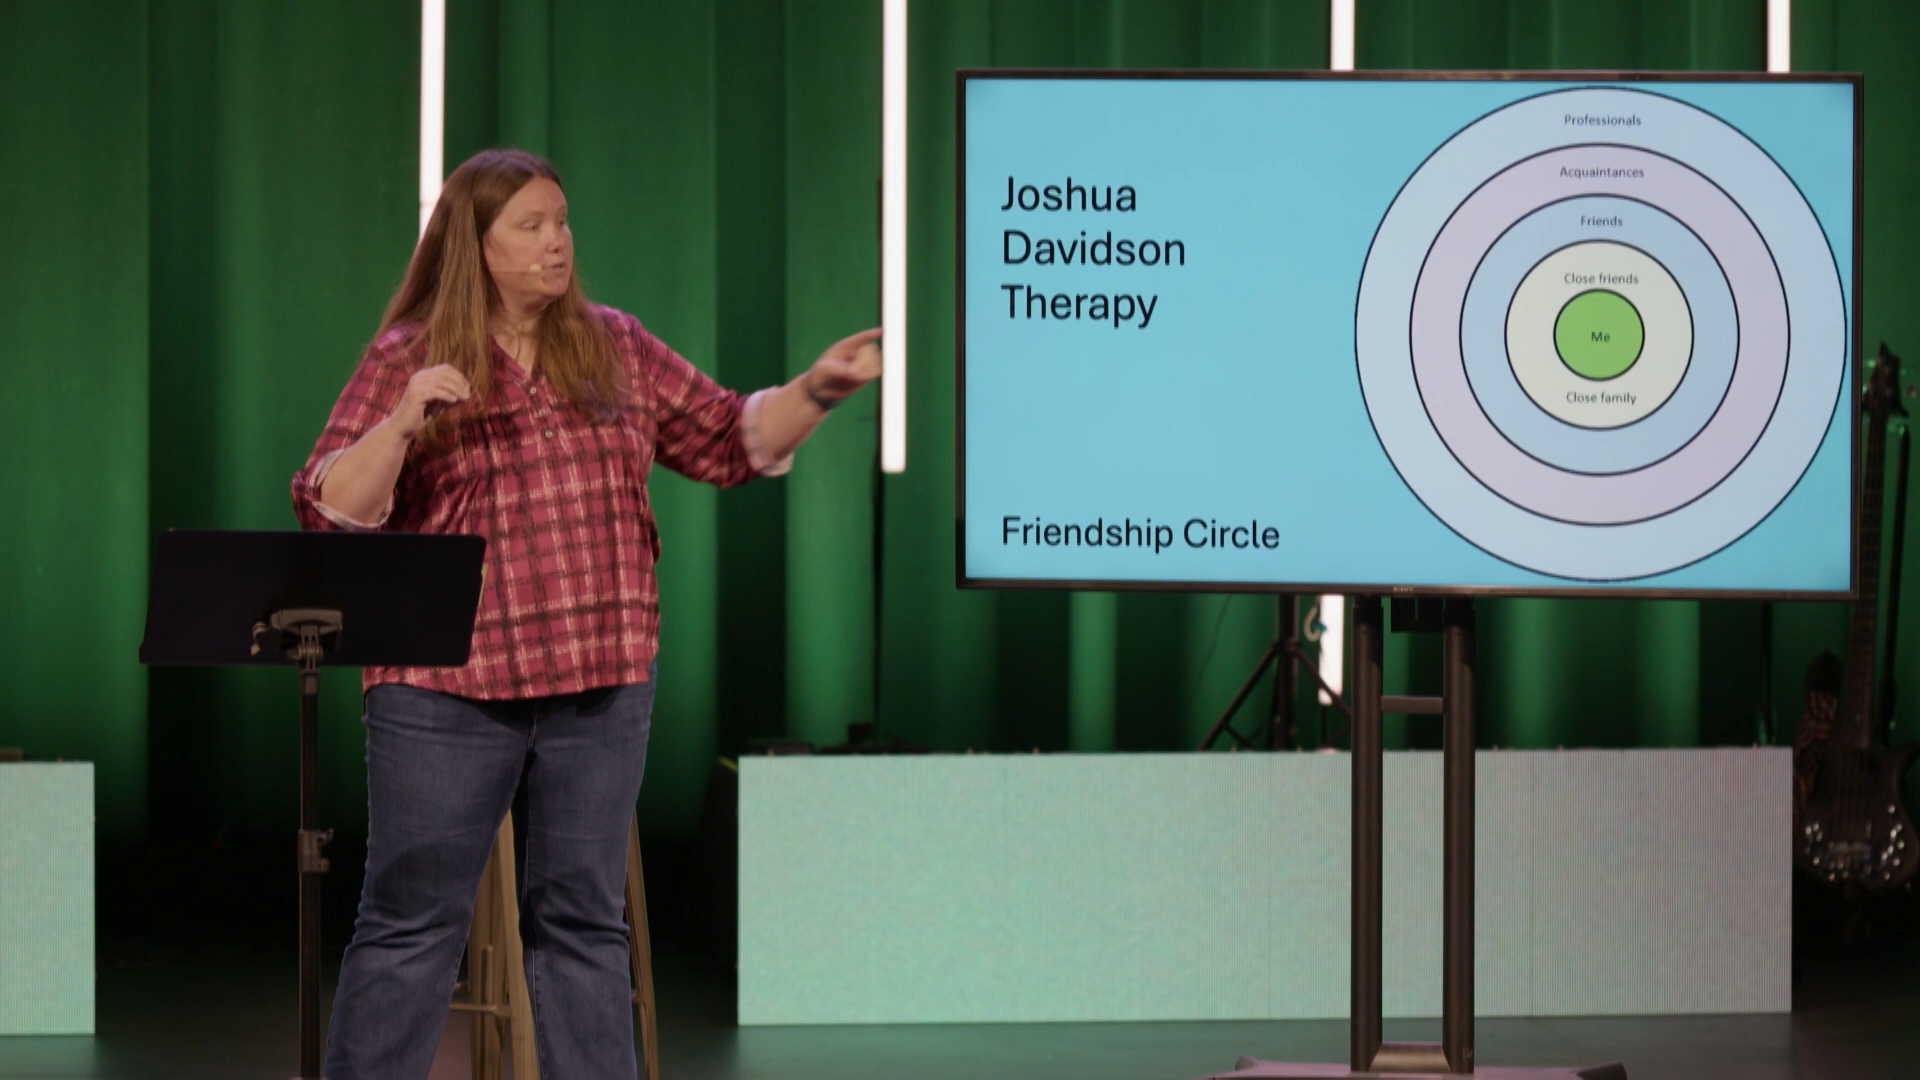 Joshua
Davidson
Therapy
Friendship Circle
Professionals
Acquaintances
Friends
Close friends
Me
Close family